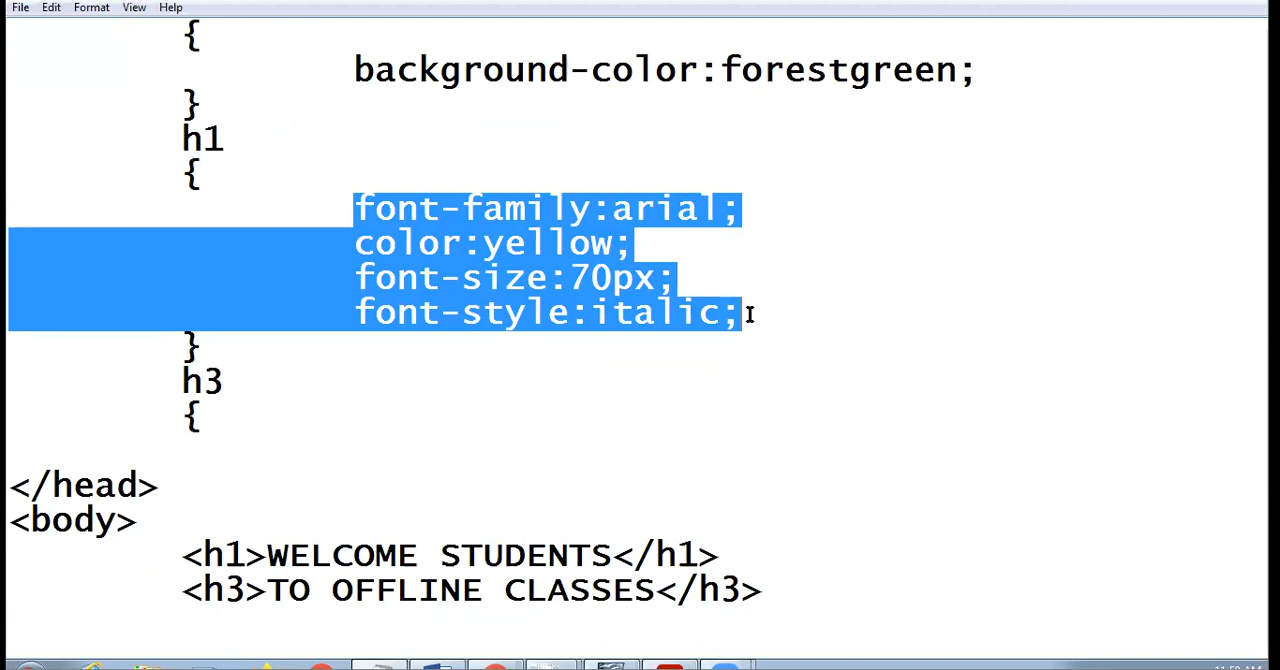 File Edit Format View Help
{
background-color:forestgreen;
}
h1
{
font-family:arial;
color:yellow;
font-size:70px;
font-style:italic;
}
h3
{
</head>
<body>
<h1>WELCOME STUDENTS</h1>
<h3>TO OFFLINE CLASSES</h3>